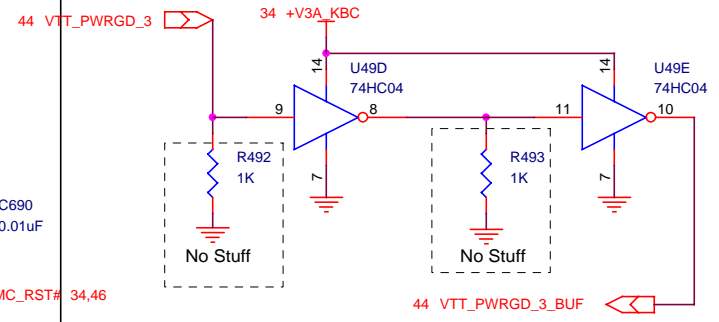 44 VTT_PWRGD_3
34 +V3A_KBC
14
U49D
74HC04
9
8
7
14
U49E
74HC04
11
10
7
R492
1K
No Stuff
R493
1K
No Stuff
C690
0.01uF
MC_RST# 34,46
44 VTT_PWRGD_3_BUF